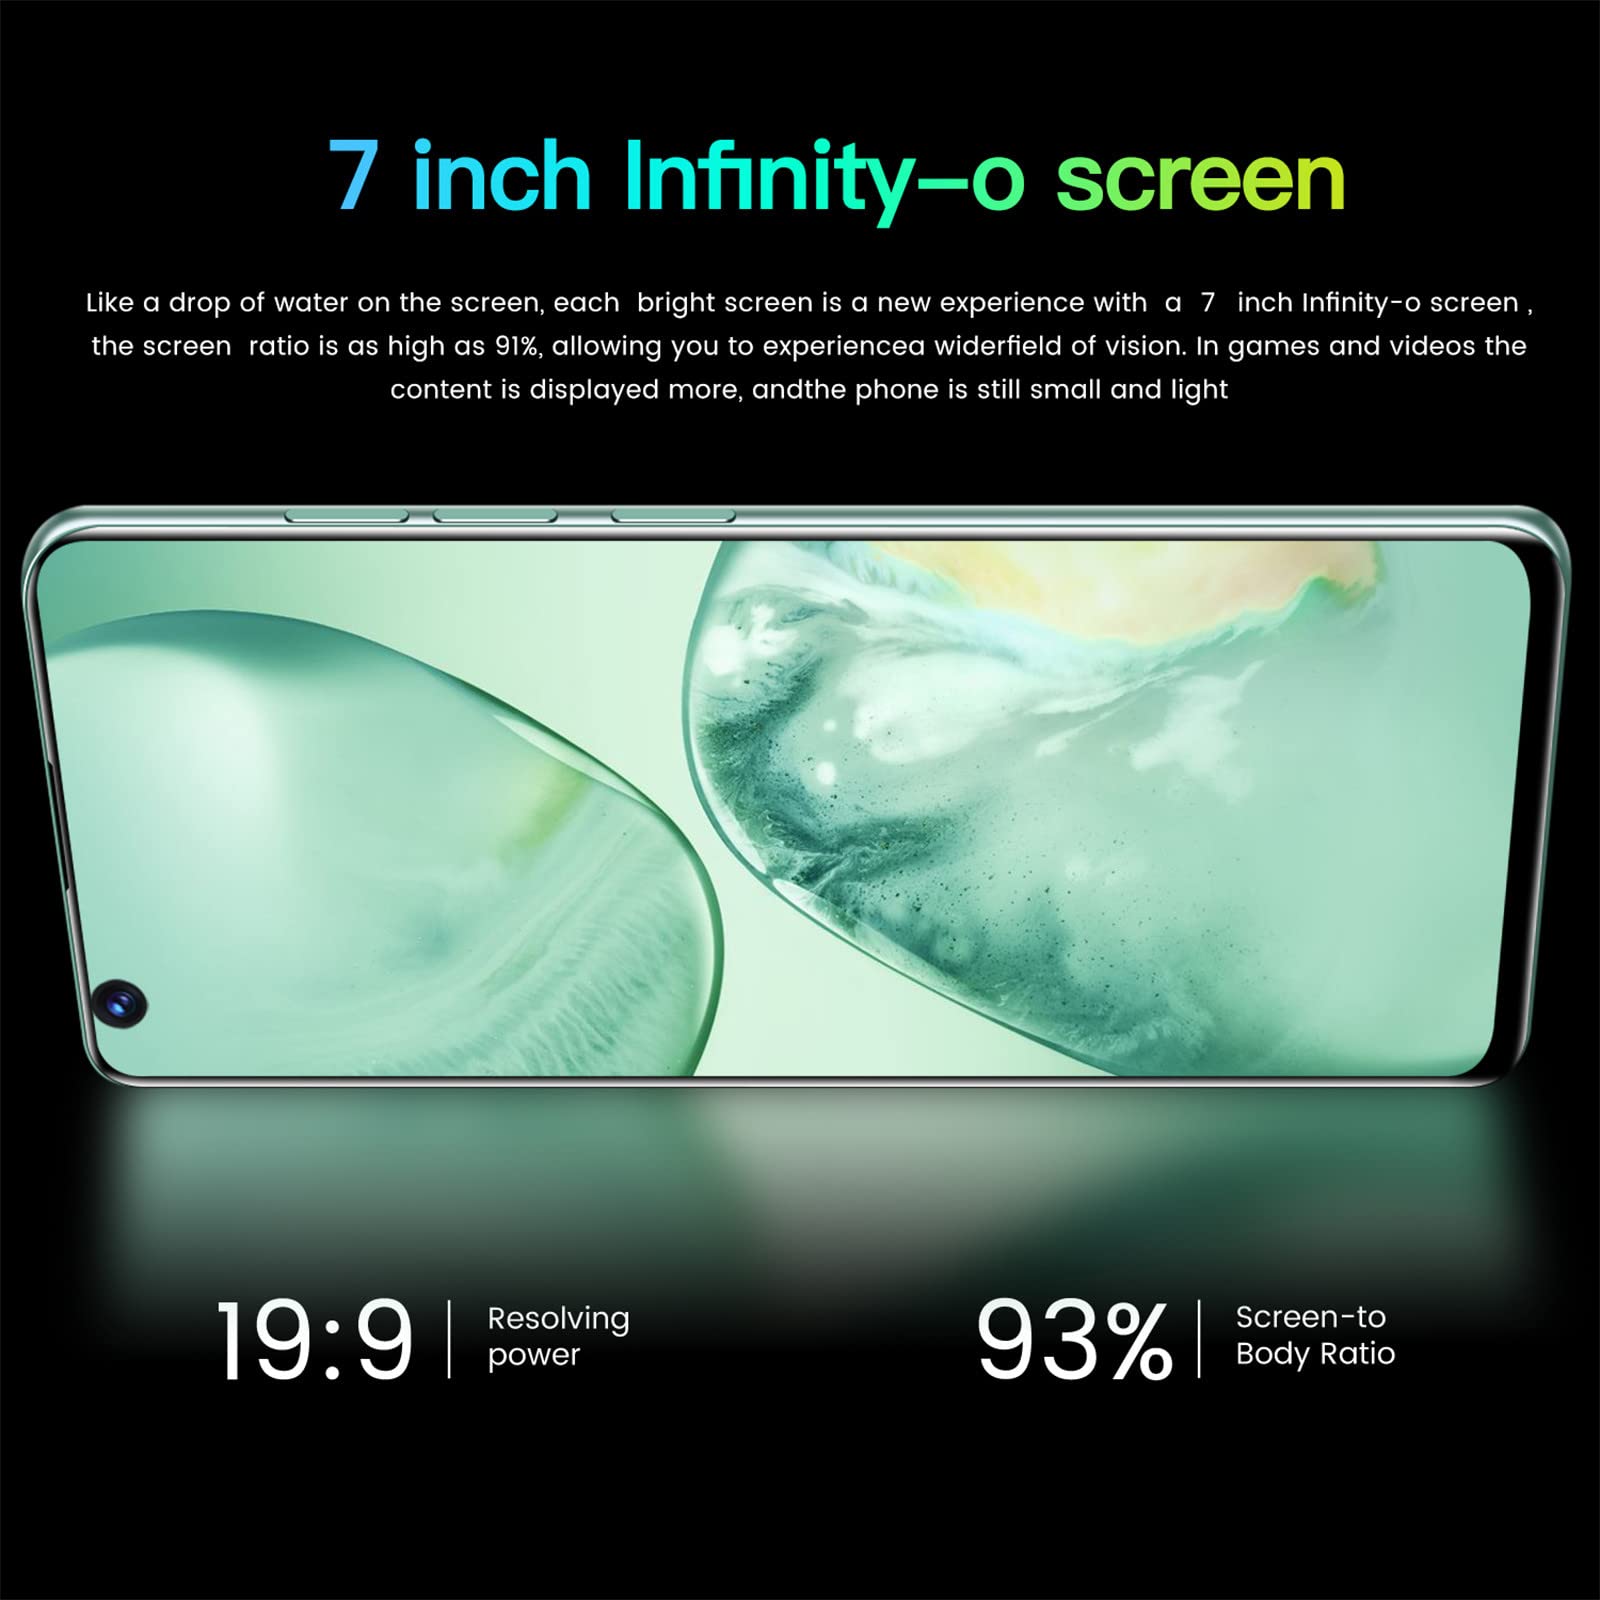 7 inch Infinity-o screen
Like a drop of water on the screen, each bright screen is a new experience with a 7 inch Infinity-o screen ,
the screen ratio is as high as 91%, allowing you to experiencea widerfield of vision. In games and videos the
content is displayed more, andthe phone is still small and light
19:9
Resolving
power
93%
Screen-to
Body Ratio